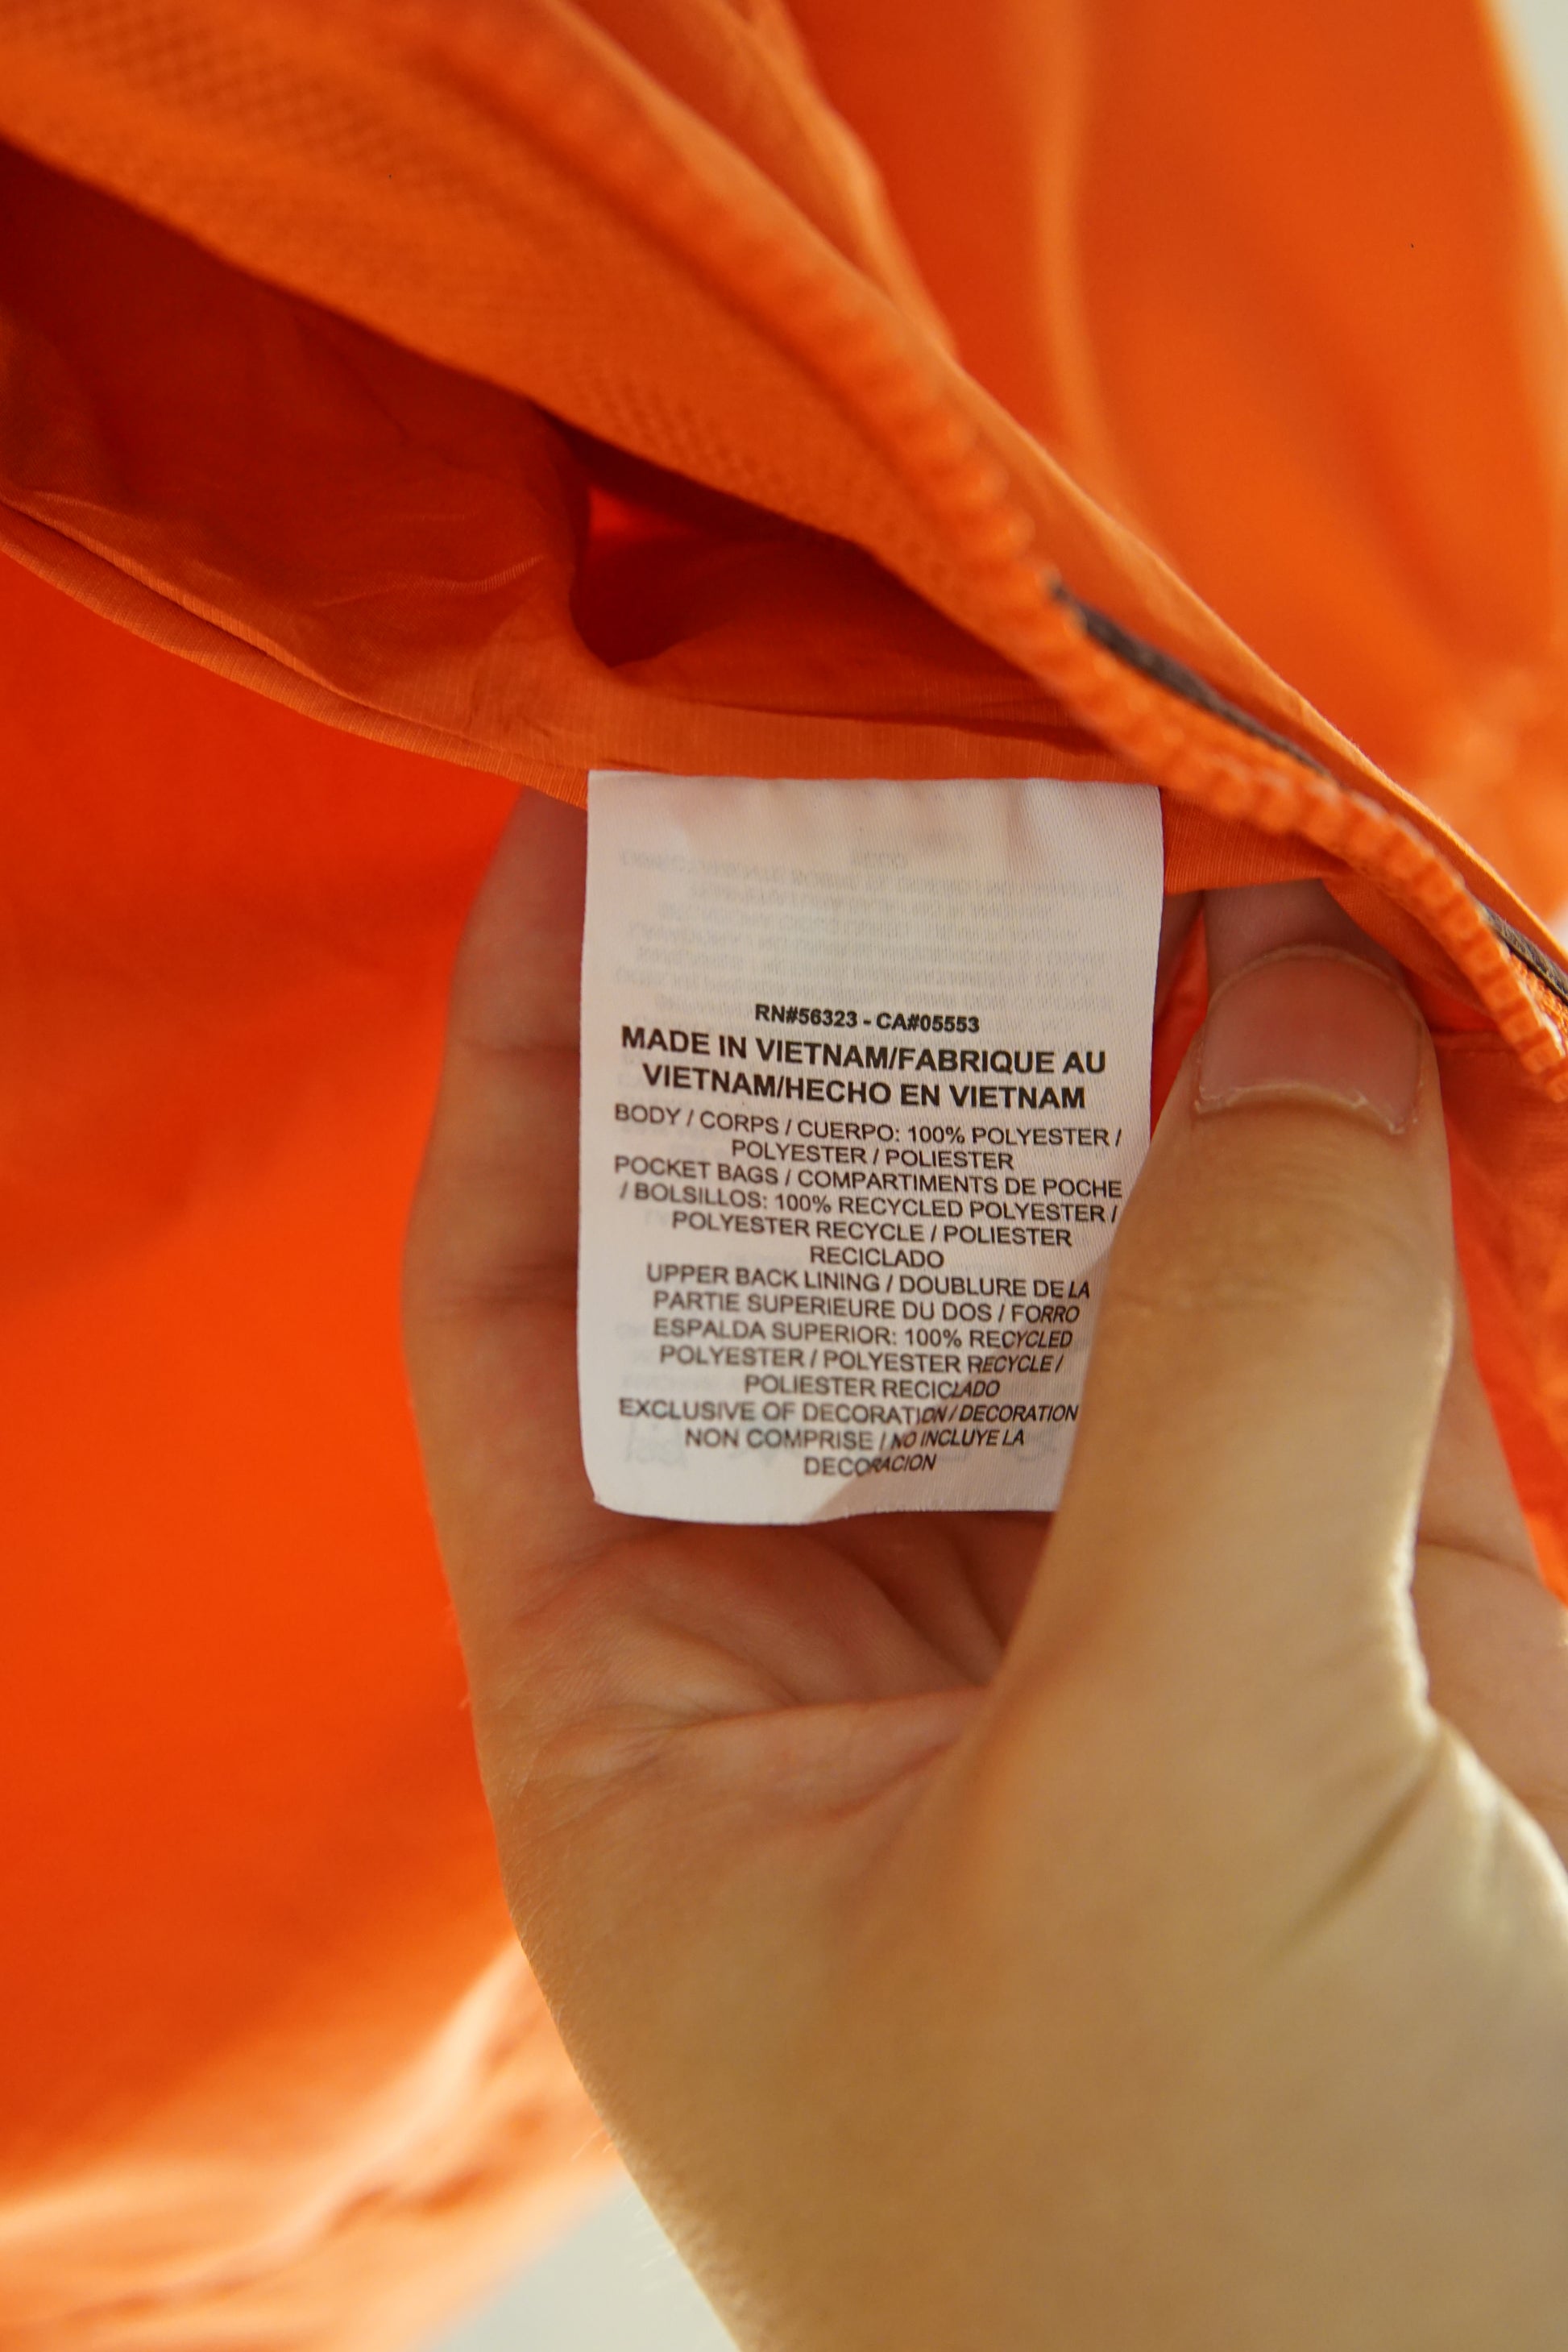 RN#56323 - CA#05553
MADE IN VIETNAM/FABRIQUE AU
VIETNAM/HECHO EN VIETNAM
BODY / CORPS / CUERPO: 100% POLYESTER /
POLYESTER / POLIESTER
POCKET BAGS / COMPARTIMENTS DE POCHE
/ BOLSILLOS: 100% RECYCLED POLYESTER /
POLYESTER RECYCLE / POLIESTER
RECICLADO
UPPER BACK LINING / DOUBLURE DE LA
PARTIE SUPERIEURE DU DOS / FORRO
ESPALDA SUPERIOR: 100% RECYCLED
POLYESTER / POLYESTER RECYCLE /
POLIESTER RECICLADO
EXCLUSIVE OF DECORATION / DECORATION
NON COMPRISE / NO INCLUYE LA
DECORACION